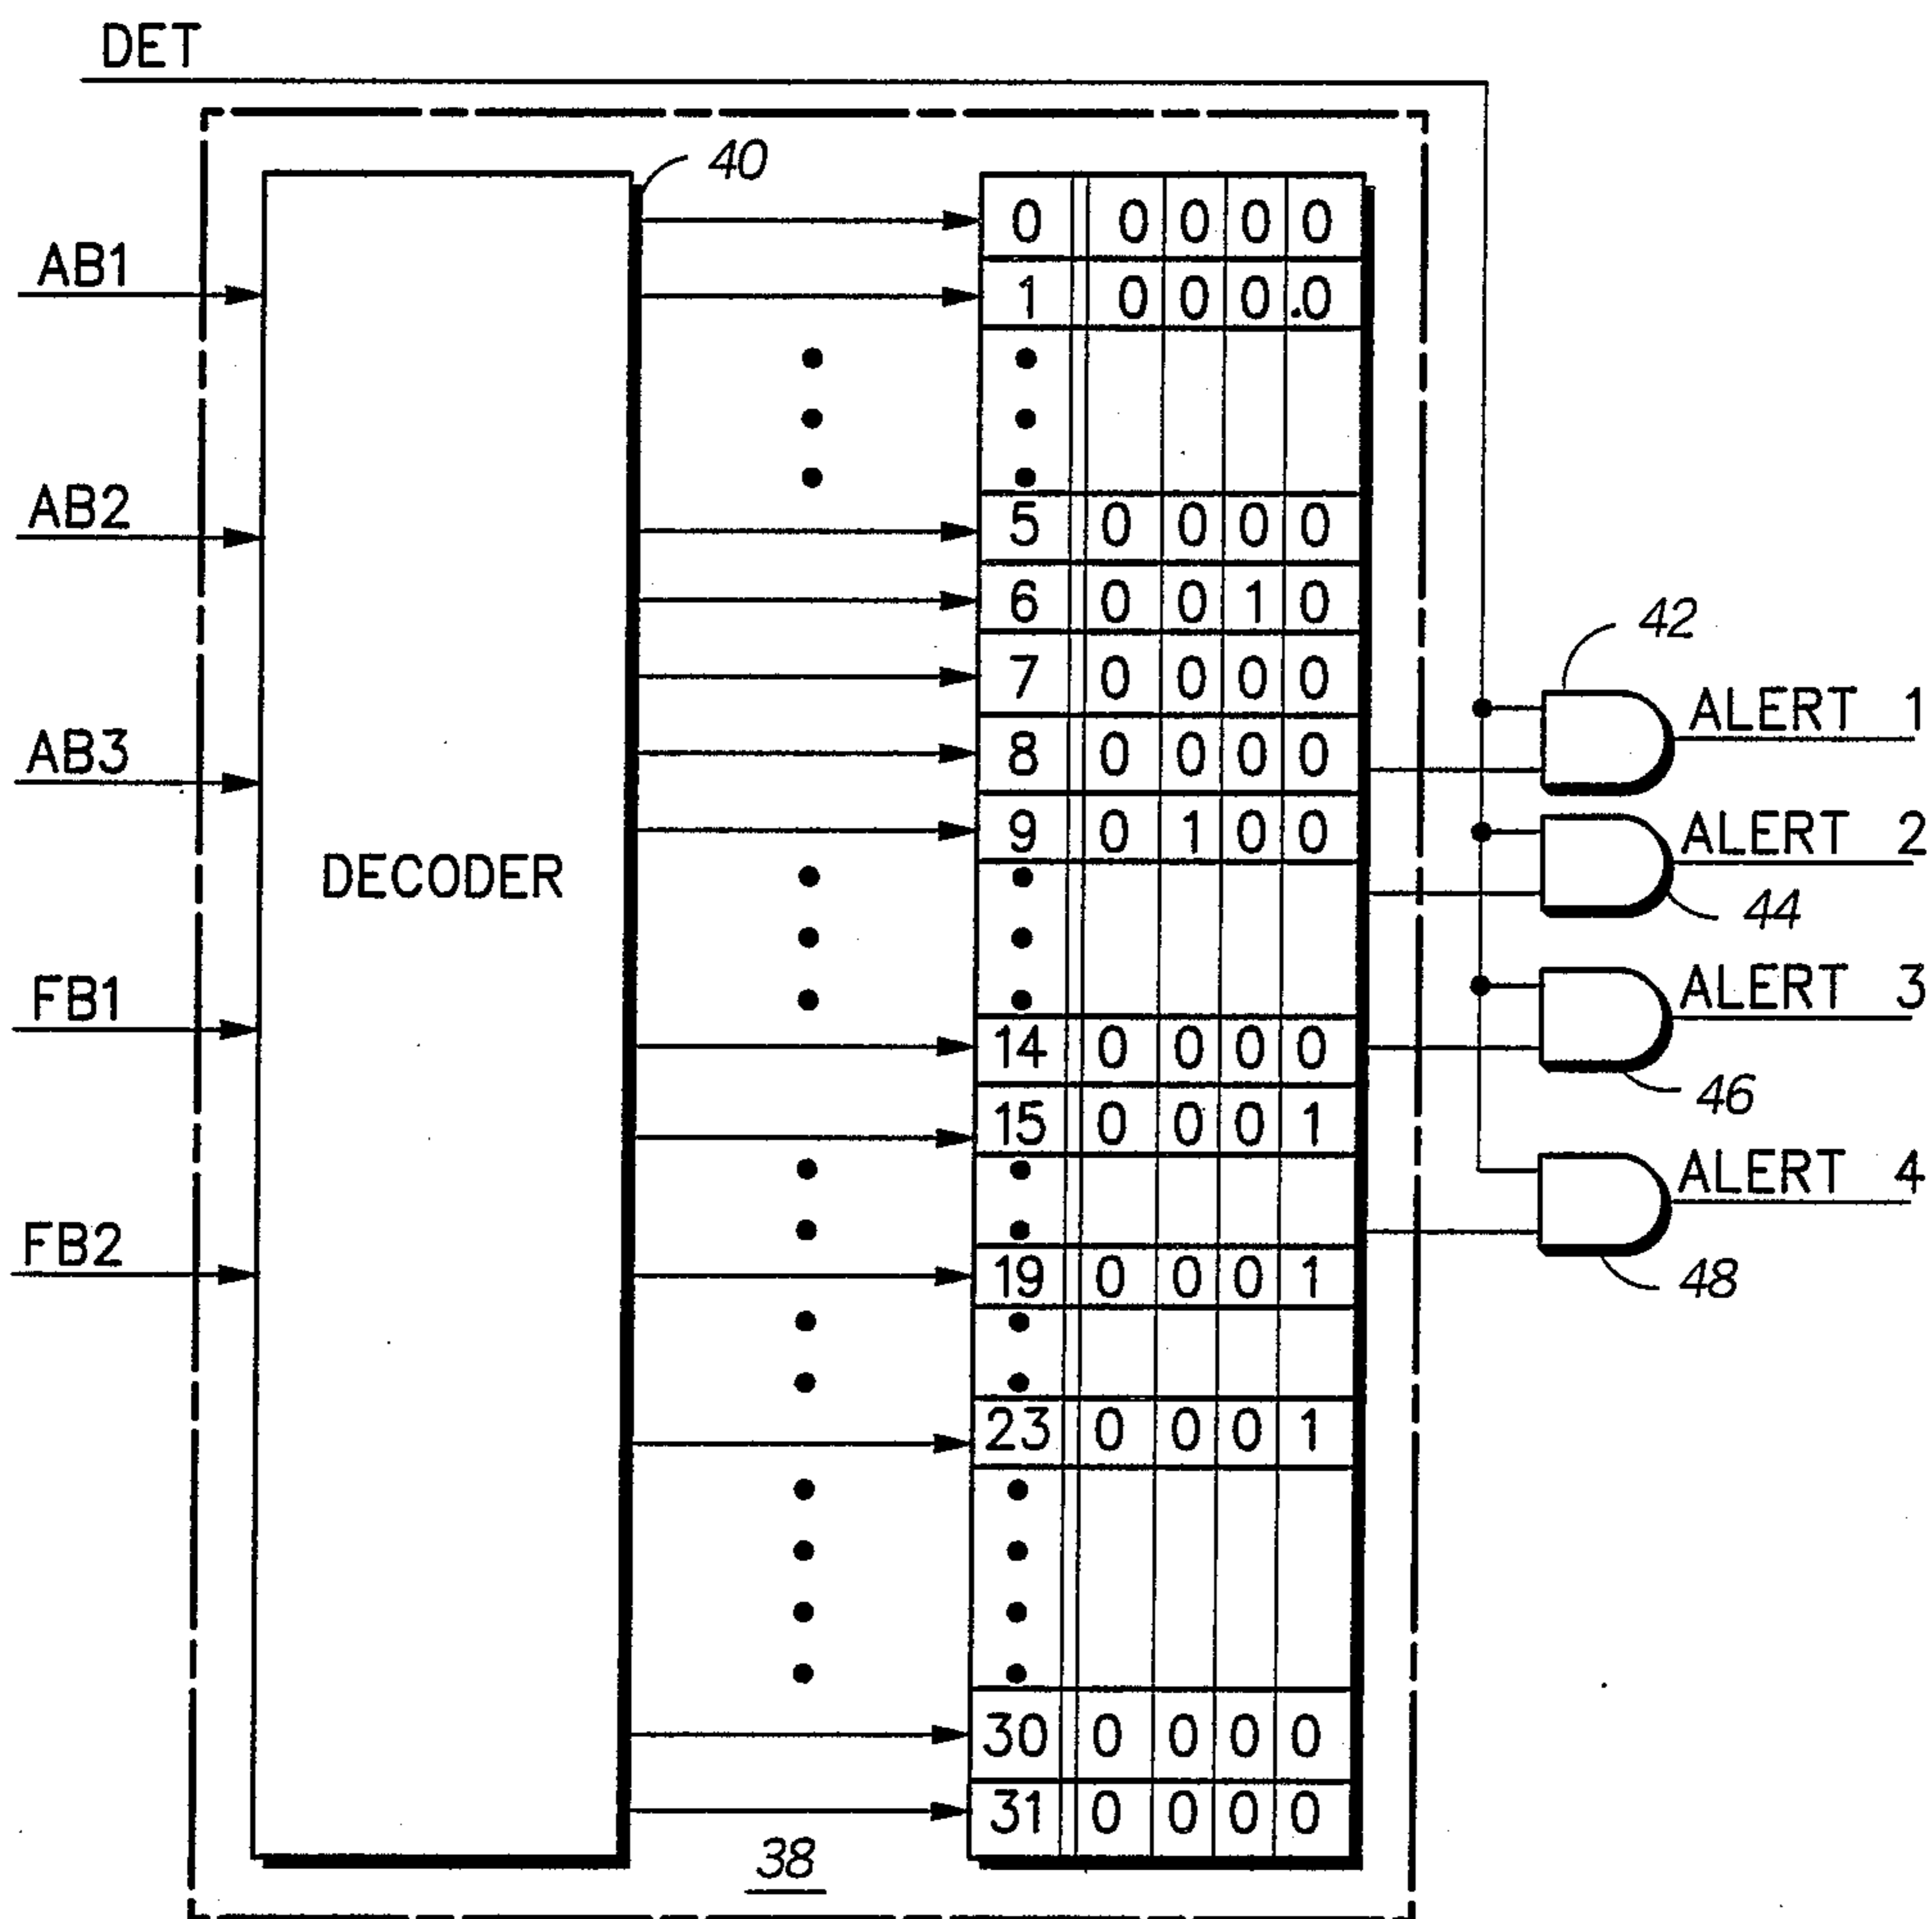 DET
40
AB1
AB2
AB3
FB1
FB2
DECODER
0 0 0 0 0
1 0 0 0 .0
5 0 0 0 0
6 0 0 1 0
7 0 0 0 0
8 0 0 0 0
9 0 1 0 0
14 0 0 0 0
15 0 0 0 1
19 0 0 0 1
23 0 0 0 1
30 0 0 0 0
31 0 0 0 0
38
42
ALERT 1
ALERT 2
44
ALERT 3
46
ALERT 4
48